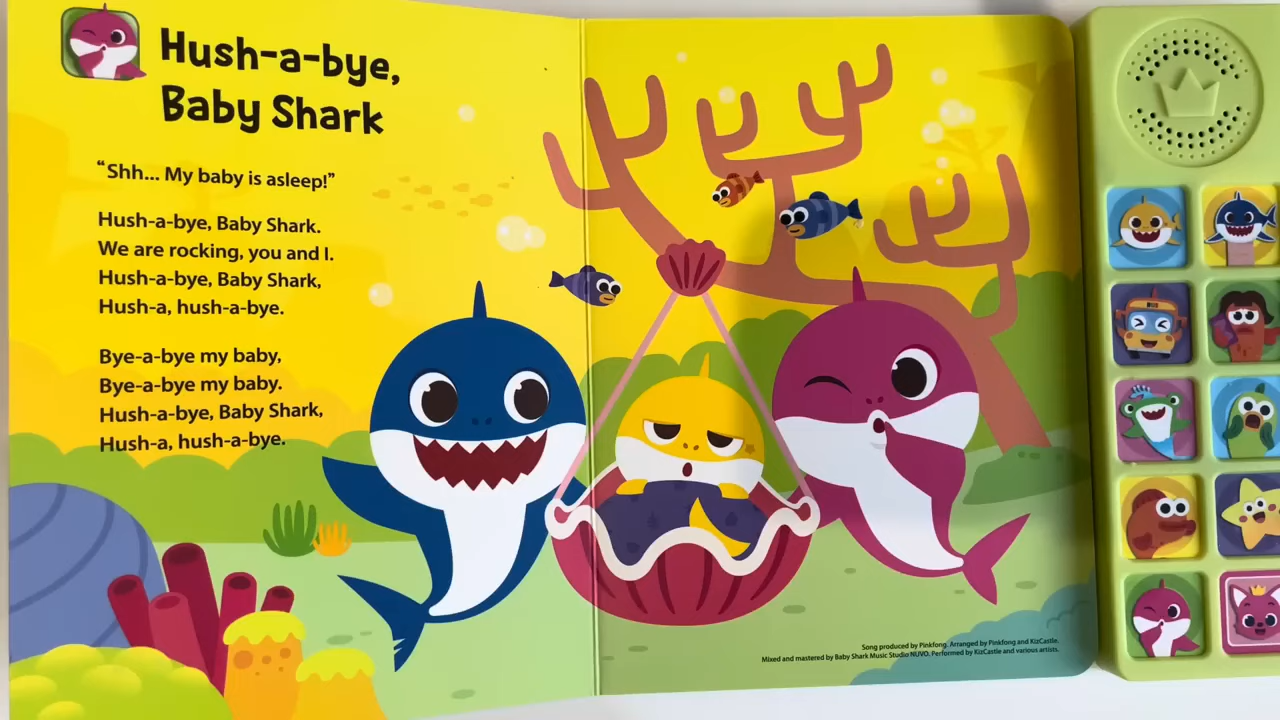 Hush-a-bye,
Baby Shark
“Shh... My baby is asleep!”
Hush-a-bye, Baby Shark.
We are rocking, you and I.
Hush-a-bye, Baby Shark,
Hush-a, hush-a-bye.
Bye-a-bye my baby,
Bye-a-bye my baby.
Hush-a-bye, Baby Shark,
Hush-a, hush-a-bye.
Song produced by Pinkfong. Arranged by Pinkfong and KizCastle.
Mixed and mastered by Baby Shark Music Studio NUVO. Performed by KizCastle and various artists.